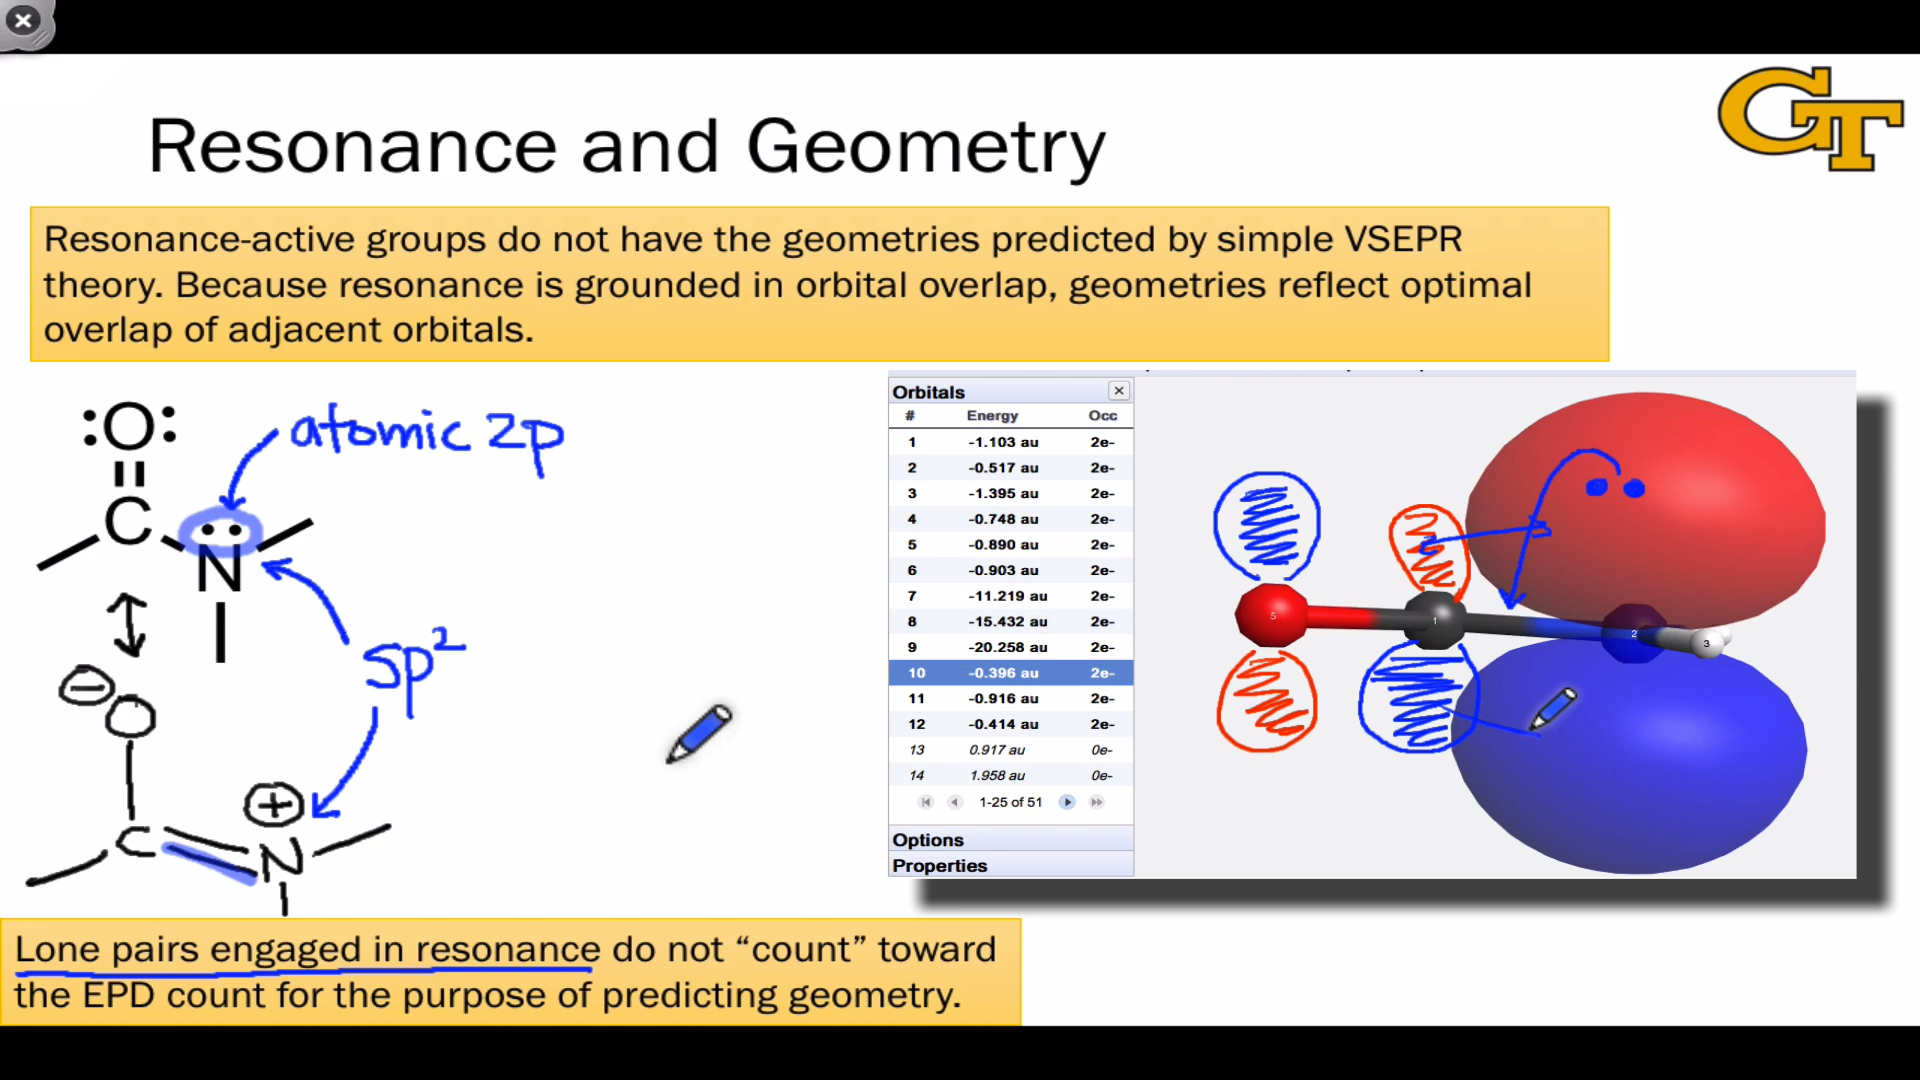 Resonance and Geometry
GT
Resonance-active groups do not have the geometries predicted by simple VSEPR
theory. Because resonance is grounded in orbital overlap, geometries reflect optimal
overlap of adjacent orbitals.
:O:
C
N
atomic 2p
sp²
O
C
N
Orbitals
# Energy Occ
1 -1.103 au 2e-
2 -0.517 au 2e-
3 -1.395 au 2e-
4 -0.748 au 2e-
5 -0.890 au 2e-
6 -0.903 au 2e-
7 -11.219 au 2e-
8 -15.432 au 2e-
9 -20.258 au 2e-
10 -0.396 au 2e-
11 -0.916 au 2e-
12 -0.414 au 2e-
13 0.917 au 0e-
14 1.958 au 0e-
1-25 of 51
Options
Properties
5
1
2
3
Lone pairs engaged in resonance do not “count” toward
the EPD count for the purpose of predicting geometry.